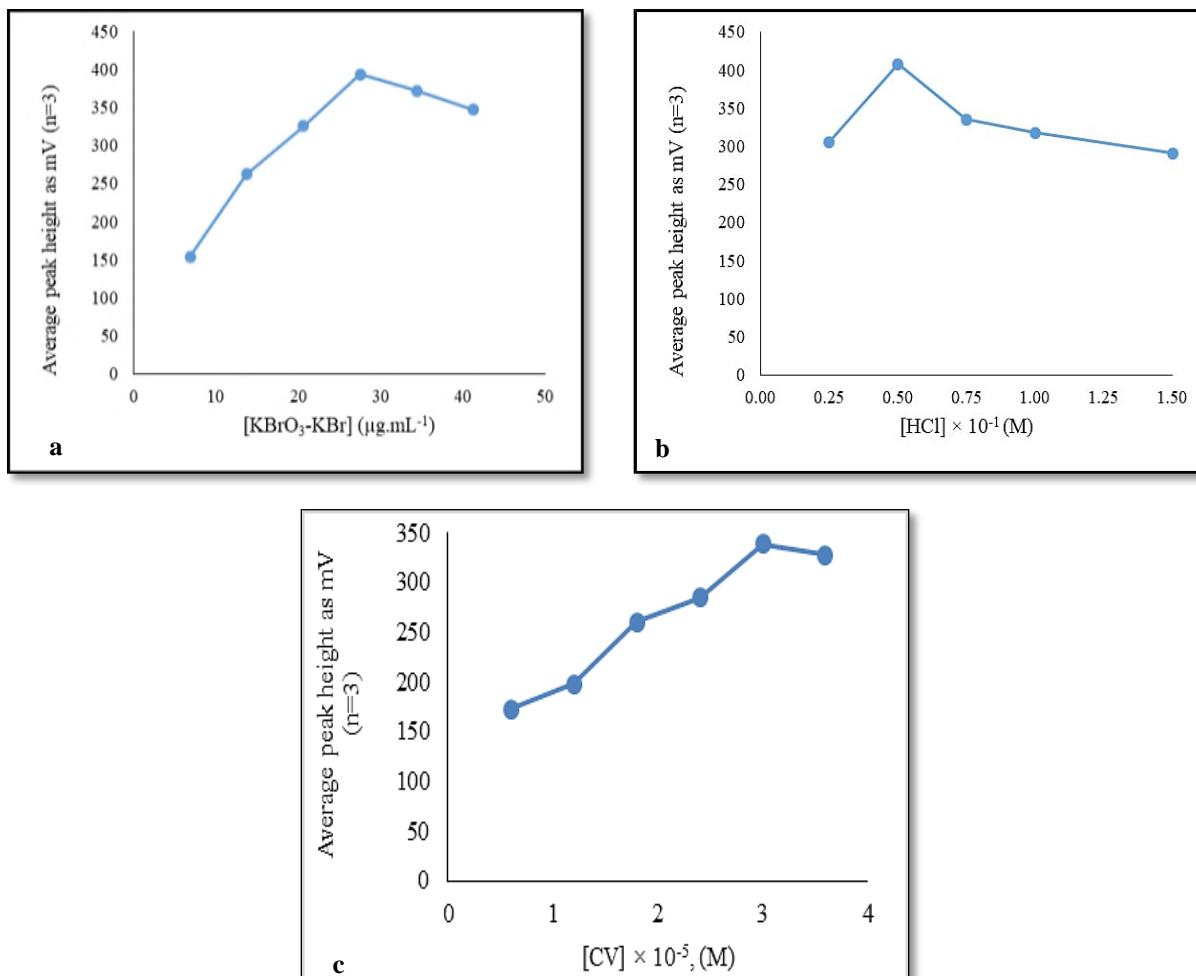 450
400
350
300
250
200
150
100
50
0
Average peak height as mV (n=3)
0 10 20 30 40 50
[KBrO₃-KBr] (µg.mL⁻¹)
a
450
400
350
300
250
200
150
100
50
0
Average peak height as mV (n=3)
0.00 0.25 0.50 0.75 1.00 1.25 1.50
[HCl] × 10⁻¹ (M)
b
350
300
250
200
150
100
50
0
Average peak height as mV
(n=3)
0 1 2 3 4
[CV] × 10⁻⁵, (M)
c